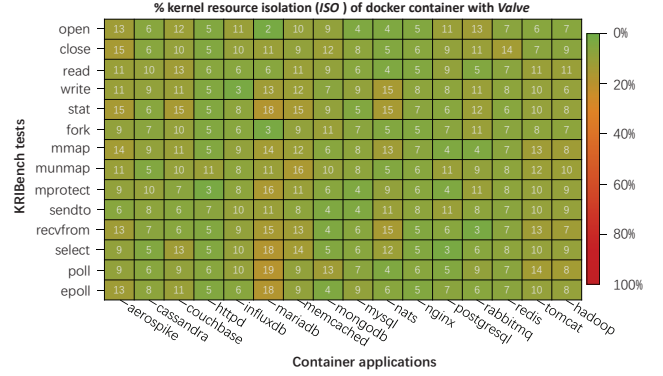 % kernel resource isolation (ISO ) of docker container with Valve
KRIBench tests
open 13 6 12 5 11 2 10 9 4 4 5 11 13 7 6 7
close 15 6 10 5 10 11 9 12 8 5 6 9 11 14 7 9
read 11 10 13 6 6 6 11 9 6 4 5 9 5 7 11 11
write 11 9 11 5 3 13 12 7 9 15 8 8 11 8 10 6
stat 15 6 15 5 8 18 15 9 5 15 7 6 12 6 10 8
fork 9 7 10 5 6 3 9 11 7 5 5 7 11 7 8 7
mmap 14 9 11 5 9 14 12 6 8 13 7 4 4 7 13 8
munmap 11 5 10 11 8 11 16 10 8 5 6 11 9 8 12 10
mprotect 9 10 7 3 8 16 11 6 4 9 6 4 11 8 10 9
sendto 6 8 6 7 10 11 8 4 4 11 8 11 8 7 10 9
recvfrom 13 7 6 5 9 15 13 4 6 15 5 6 3 7 13 7
select 9 5 13 5 10 18 14 5 6 12 5 3 6 8 10 9
poll 9 6 9 6 10 19 9 13 7 4 6 5 7 6 14 8
epoll 13 8 11 5 6 18 9 4 9 6 5 7 6 7 10 9
0%
20%
40%
60%
80%
100%
aerospike
cassandra
couchbase
httpd
influxdb
mariadb
memcached
mongodb
mysql
nats
nginx
postgresql
rabbitmq
redis
tomcat
hadoop
Container applications